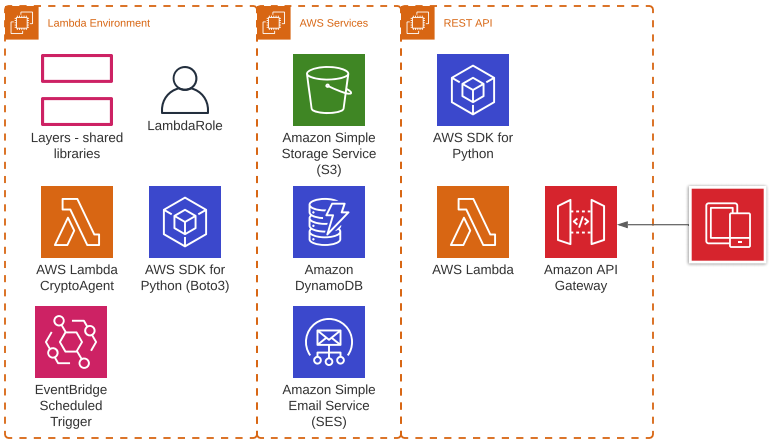 Lambda Environment
AWS Services
REST API
Layers - shared
libraries
LambdaRole
Amazon Simple
Storage Service
(S3)
AWS SDK for
Python
AWS Lambda
CryptoAgent
AWS SDK for
Python (Boto3)
Amazon
DynamoDB
AWS Lambda
Amazon API
Gateway
EventBridge
Scheduled
Trigger
Amazon Simple
Email Service
(SES)